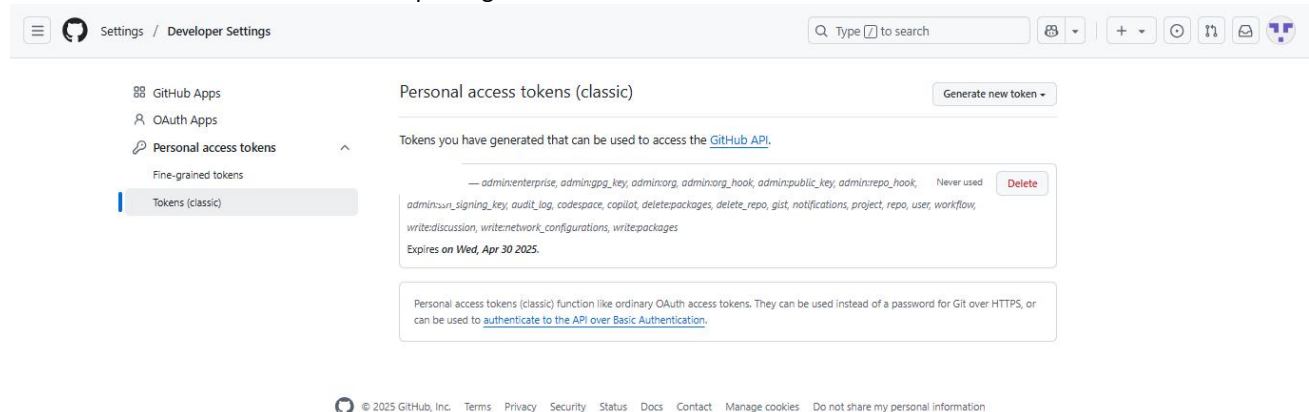 Settings / Developer Settings
Type / to search
GitHub Apps
OAuth Apps
Personal access tokens
Fine-grained tokens
Tokens (classic)
Personal access tokens (classic)
Generate new token
Tokens you have generated that can be used to access the GitHub API.
— admin:enterprise, admin:gpg_key, admin:org, admin:org_hook, admin:public_key, admin:repo_hook,
Never used
Delete
admin:ssh_signing_key, audit_log, codespace, copilot, delete:packages, delete_repo, gist, notifications, project, repo, user, workflow,
write:discussion, write:network_configurations, write:packages
Expires on Wed, Apr 30 2025.
Personal access tokens (classic) function like ordinary OAuth access tokens. They can be used instead of a password for Git over HTTPS, or
can be used to authenticate to the API over Basic Authentication.
© 2025 GitHub, Inc. Terms Privacy Security Status Docs Contact Manage cookies Do not share my personal information